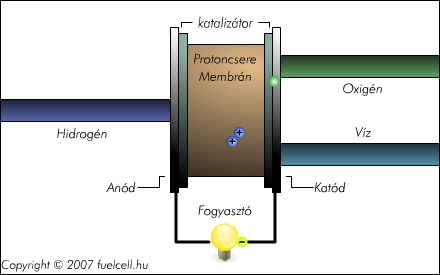 katalizátor
Protoncsere
Membrán
Oxigén
Hidrogén
Víz
Anód
Katód
Fogyasztó
Copyright © 2007 fuelcell.hu